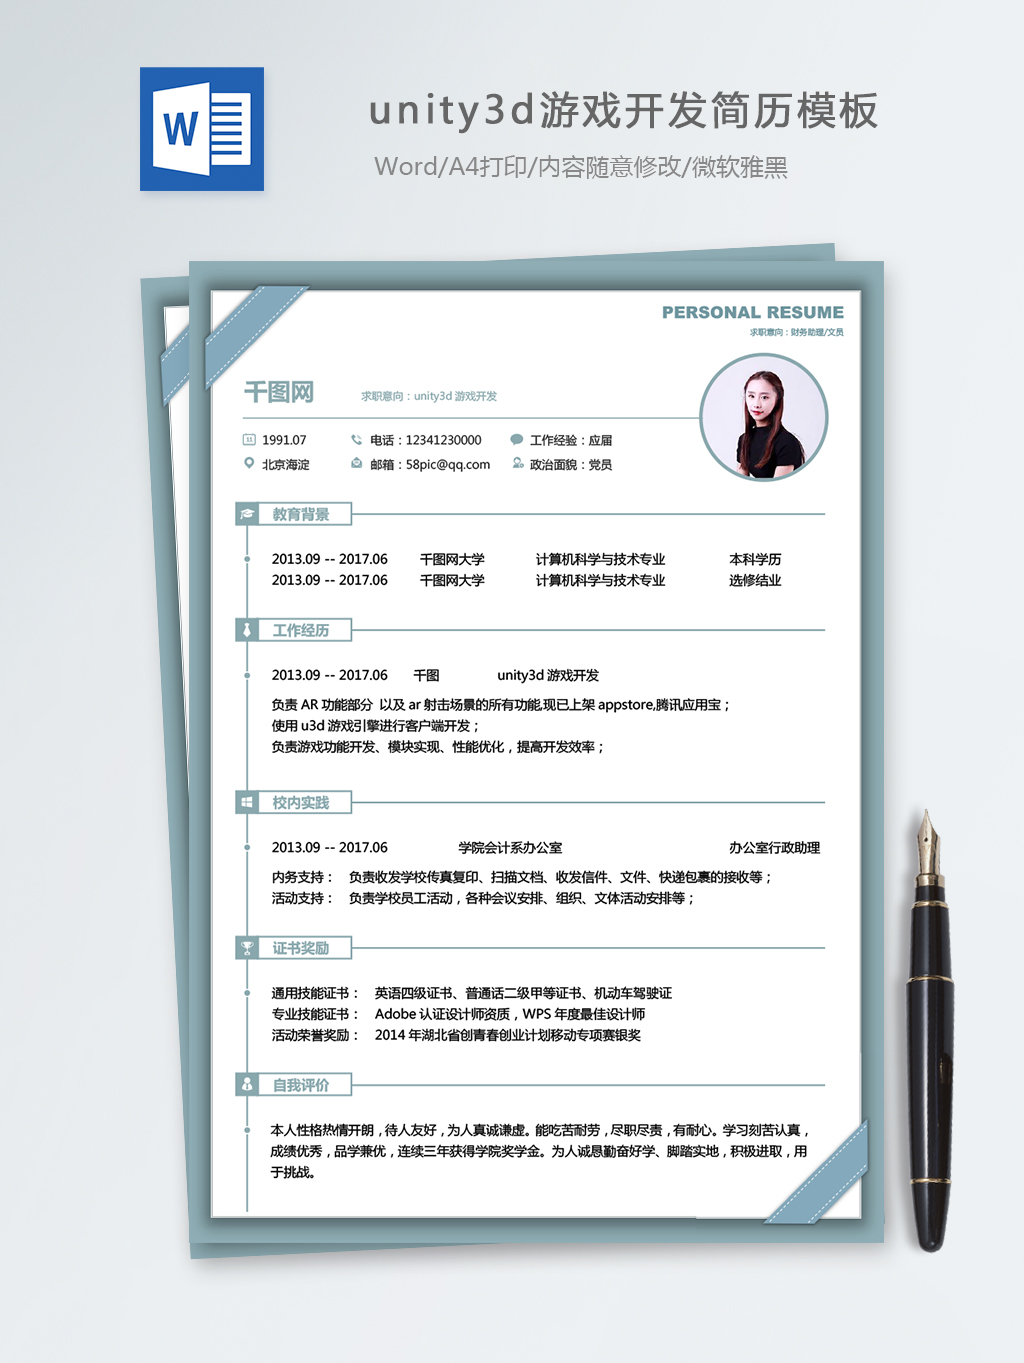 W
unity3d游戏开发简历模板
Word/A4打印/内容随意修改/微软雅黑
PERSONAL RESUME
求职意向：财务助理/文员
千图网 求职意向：unity3d 游戏开发
11 1991.07 电话：12341230000 工作经验：应届
北京海淀 邮箱：58pic@qq.com 政治面貌：党员
教育背景
2013.09 -- 2017.06 千图网大学 计算机科学与技术专业 本科学历
2013.09 -- 2017.06 千图网大学 计算机科学与技术专业 选修结业
工作经历
2013.09 -- 2017.06 千图 unity3d 游戏开发
负责 AR 功能部分 以及 ar 射击场景的所有功能,现已上架 appstore,腾讯应用宝；
使用 u3d 游戏引擎进行客户端开发；
负责游戏功能开发、模块实现、性能优化，提高开发效率；
校内实践
2013.09 -- 2017.06 学院会计系办公室 办公室行政助理
内务支持： 负责收发学校传真复印、扫描文档、收发信件、文件、快递包裹的接收等；
活动支持： 负责学校员工活动，各种会议安排、组织、文体活动安排等；
证书奖励
通用技能证书： 英语四级证书、普通话二级甲等证书、机动车驾驶证
专业技能证书： Adobe 认证设计师资质，WPS 年度最佳设计师
活动荣誉奖励： 2014 年湖北省创青春创业计划移动专项赛银奖
自我评价
本人性格热情开朗，待人友好，为人真诚谦虚。能吃苦耐劳，尽职尽责，有耐心。学习刻苦认真，
成绩优秀，品学兼优，连续三年获得学院奖学金。为人诚恳勤奋好学、脚踏实地，积极进取，用
于挑战。